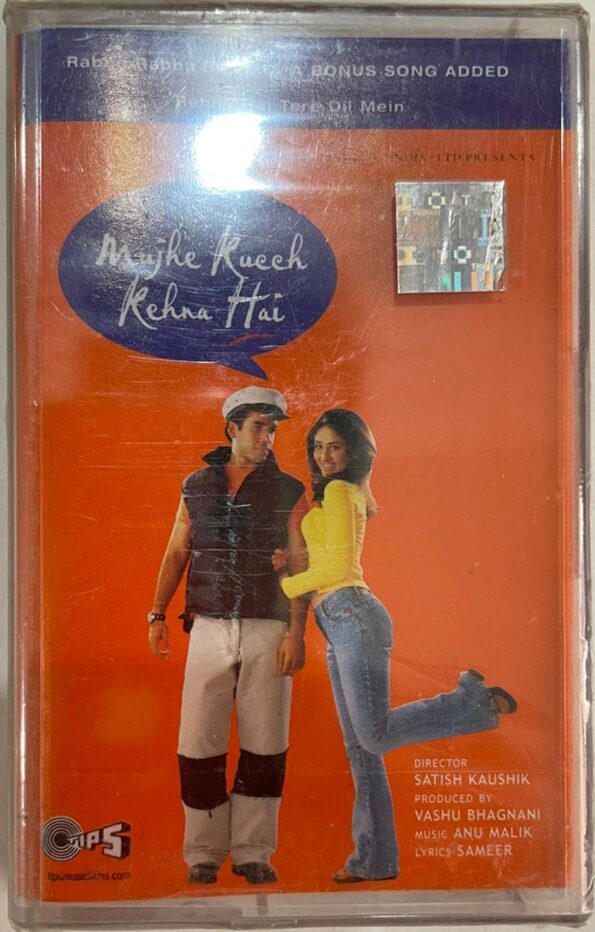 A BONUS SONG ADDED
Tere Dil Mein
LTD PRESENTS
Mujhe Kucch
Kehna Hai
DIRECTOR
SATISH KAUSHIK
PRODUCED BY
VASHU BHAGNANI
MUSIC ANU MALIK
LYRICS SAMEER
TIPS
tipsmusicfilms.com